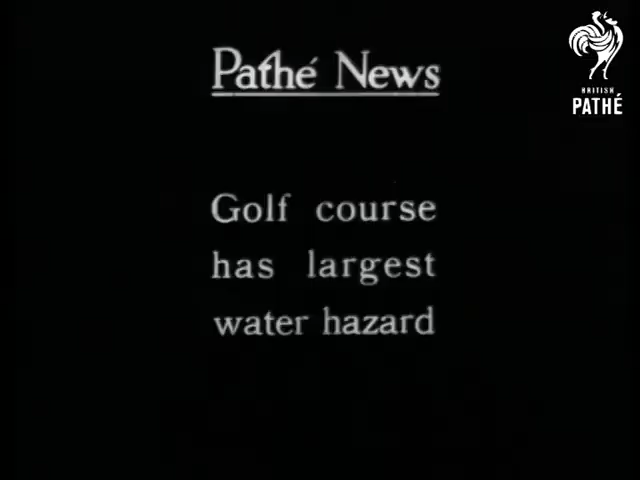 Pathé News
BRITISH
PATHÉ
Golf course
has largest
water hazard